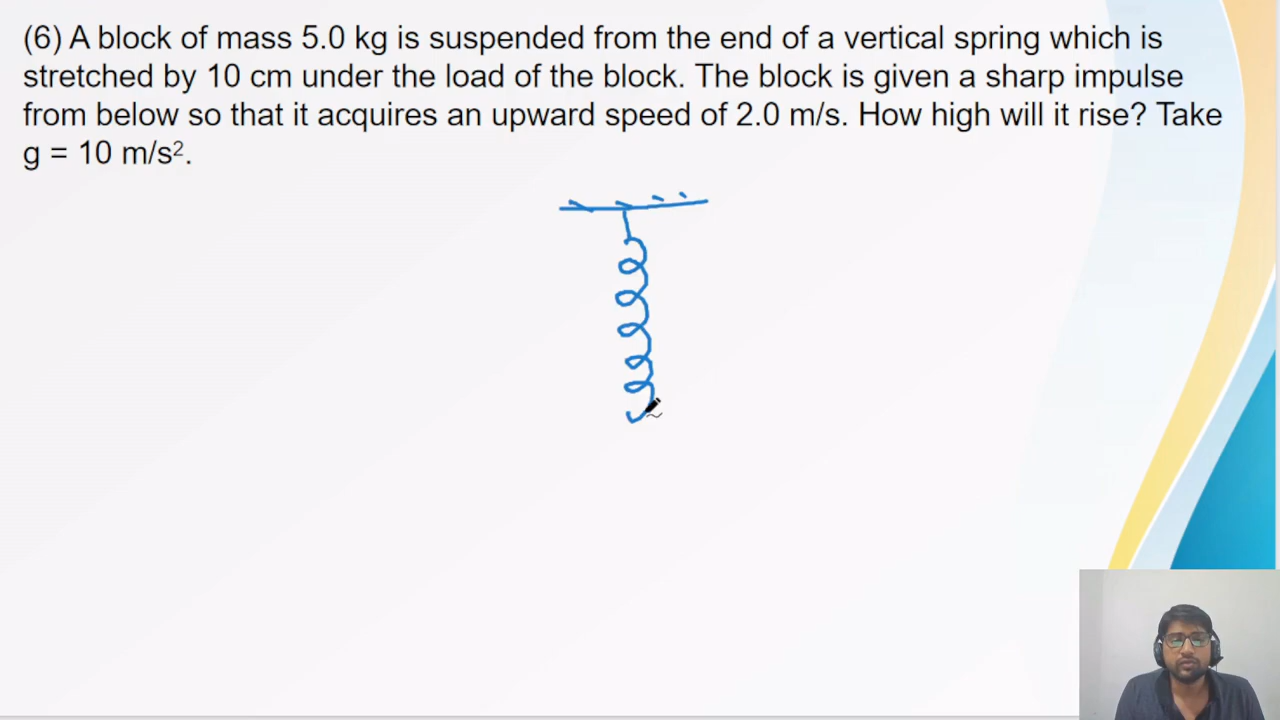 (6) A block of mass 5.0 kg is suspended from the end of a vertical spring which is
stretched by 10 cm under the load of the block. The block is given a sharp impulse
from below so that it acquires an upward speed of 2.0 m/s. How high will it rise? Take
g = 10 m/s².